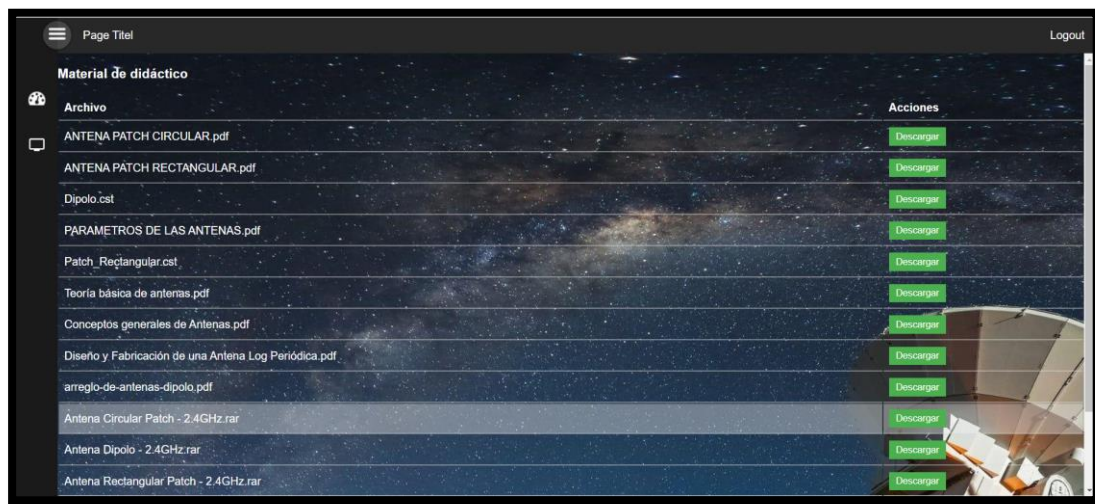 Page Titel Logout
Material de didáctico
Archivo Acciones
ANTENA PATCH CIRCULAR.pdf Descargar
ANTENA PATCH RECTANGULAR.pdf Descargar
Dipolo.cst Descargar
PARAMETROS DE LAS ANTENAS.pdf Descargar
Patch_Rectangular.cst Descargar
Teoría básica de antenas.pdf Descargar
Conceptos generales de Antenas.pdf Descargar
Diseño y Fabricación de una Antena Log Periódica.pdf Descargar
arreglo-de-antenas-dipolo.pdf Descargar
Antena Circular Patch - 2.4GHz.rar Descargar
Antena Dipolo - 2.4GHz.rar Descargar
Antena Rectangular Patch - 2.4GHz.rar Descargar